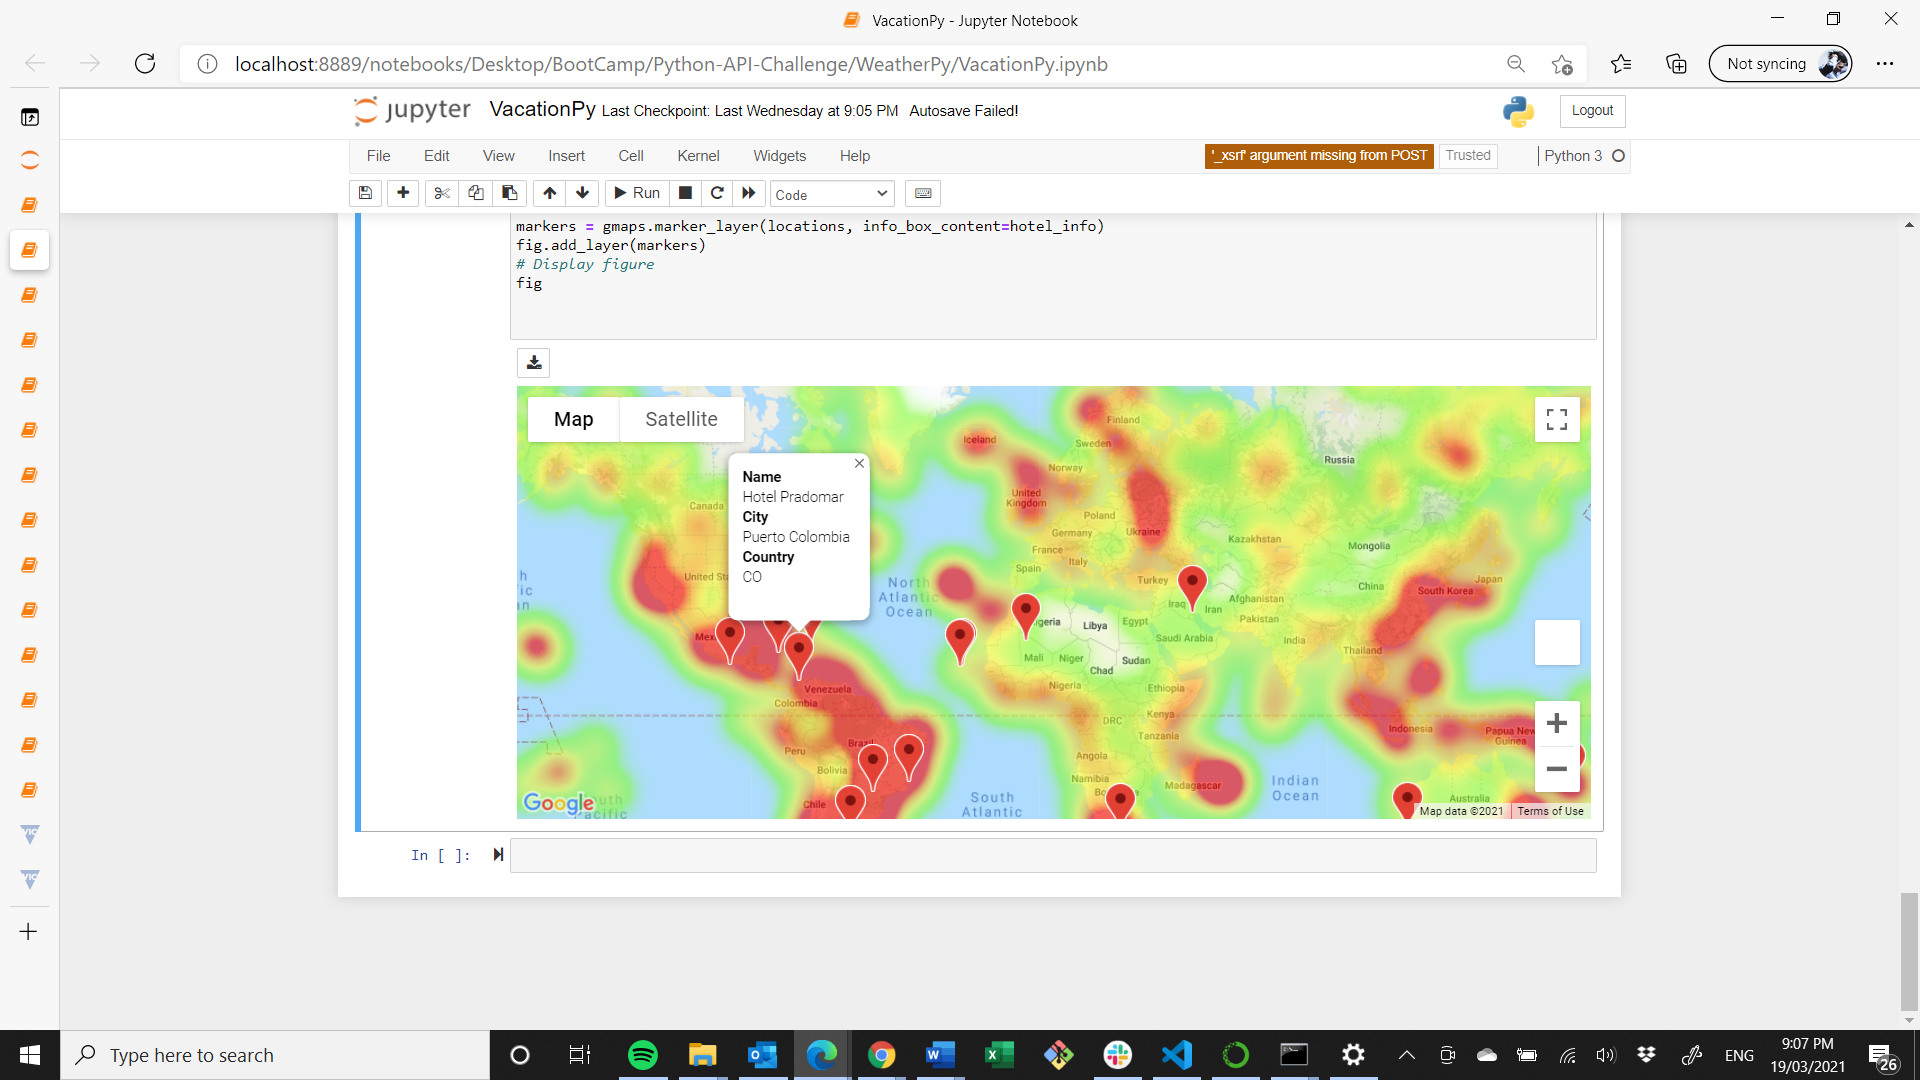 VacationPy - Jupyter Notebook
localhost:8889/notebooks/Desktop/BootCamp/Python-API-Challenge/WeatherPy/VacationPy.ipynb
Not syncing
jupyter VacationPy Last Checkpoint: Last Wednesday at 9:05 PM Autosave Failed!
Logout
File Edit View Insert Cell Kernel Widgets Help
'_xsrf' argument missing from POST
Trusted
Python 3
Run
Code
markers = gmaps.marker_layer(locations, info_box_content=hotel_info)
fig.add_layer(markers)
# Display figure
fig
Map Satellite
Name
Hotel Pradomar
City
Puerto Colombia
Country
CO
Finland
Iceland
Sweden
Russia
Norway
Canada
United
Kingdom
Poland
Germany
Ukraine
Kazakhstan
Mongolia
France
Italy
Spain
United Sta
North
Atlantic
Ocean
Turkey
China
Japan
South Korea
Iraq
Iran
Afghanistan
Pakistan
geria
Libya
Egypt
Saudi Arabia
India
Mex
Mali
Niger
Chad
Sudan
Thailand
Nigeria
Ethiopia
Venezuela
Colombia
DRC
Kenya
Tanzania
Indonesia
Papua New
Guinea
Peru
Brazil
Bolivia
Angola
Namibia
Bo
Madagascar
Indian
Ocean
Chile
South
Atlantic
Australia
Google
uth
acific
Map data ©2021
Terms of Use
In [ ]:
Type here to search
ENG
9:07 PM
19/03/2021
26